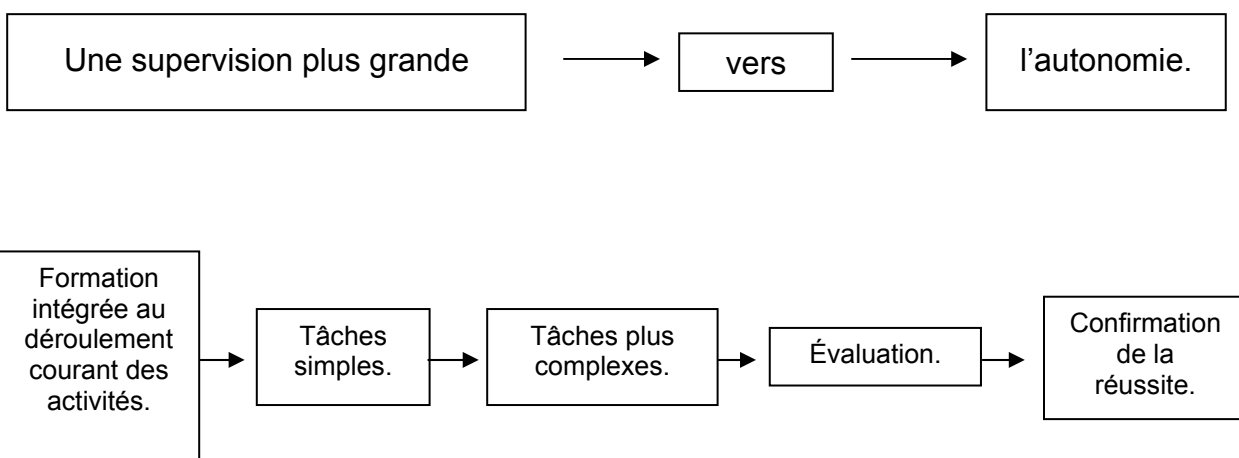 Une supervision plus grande
vers
l'autonomie.
Formation
intégrée au
déroulement
courant des
activités.
Tâches
simples.
Tâches plus
complexes.
Évaluation.
Confirmation
de la
réussite.